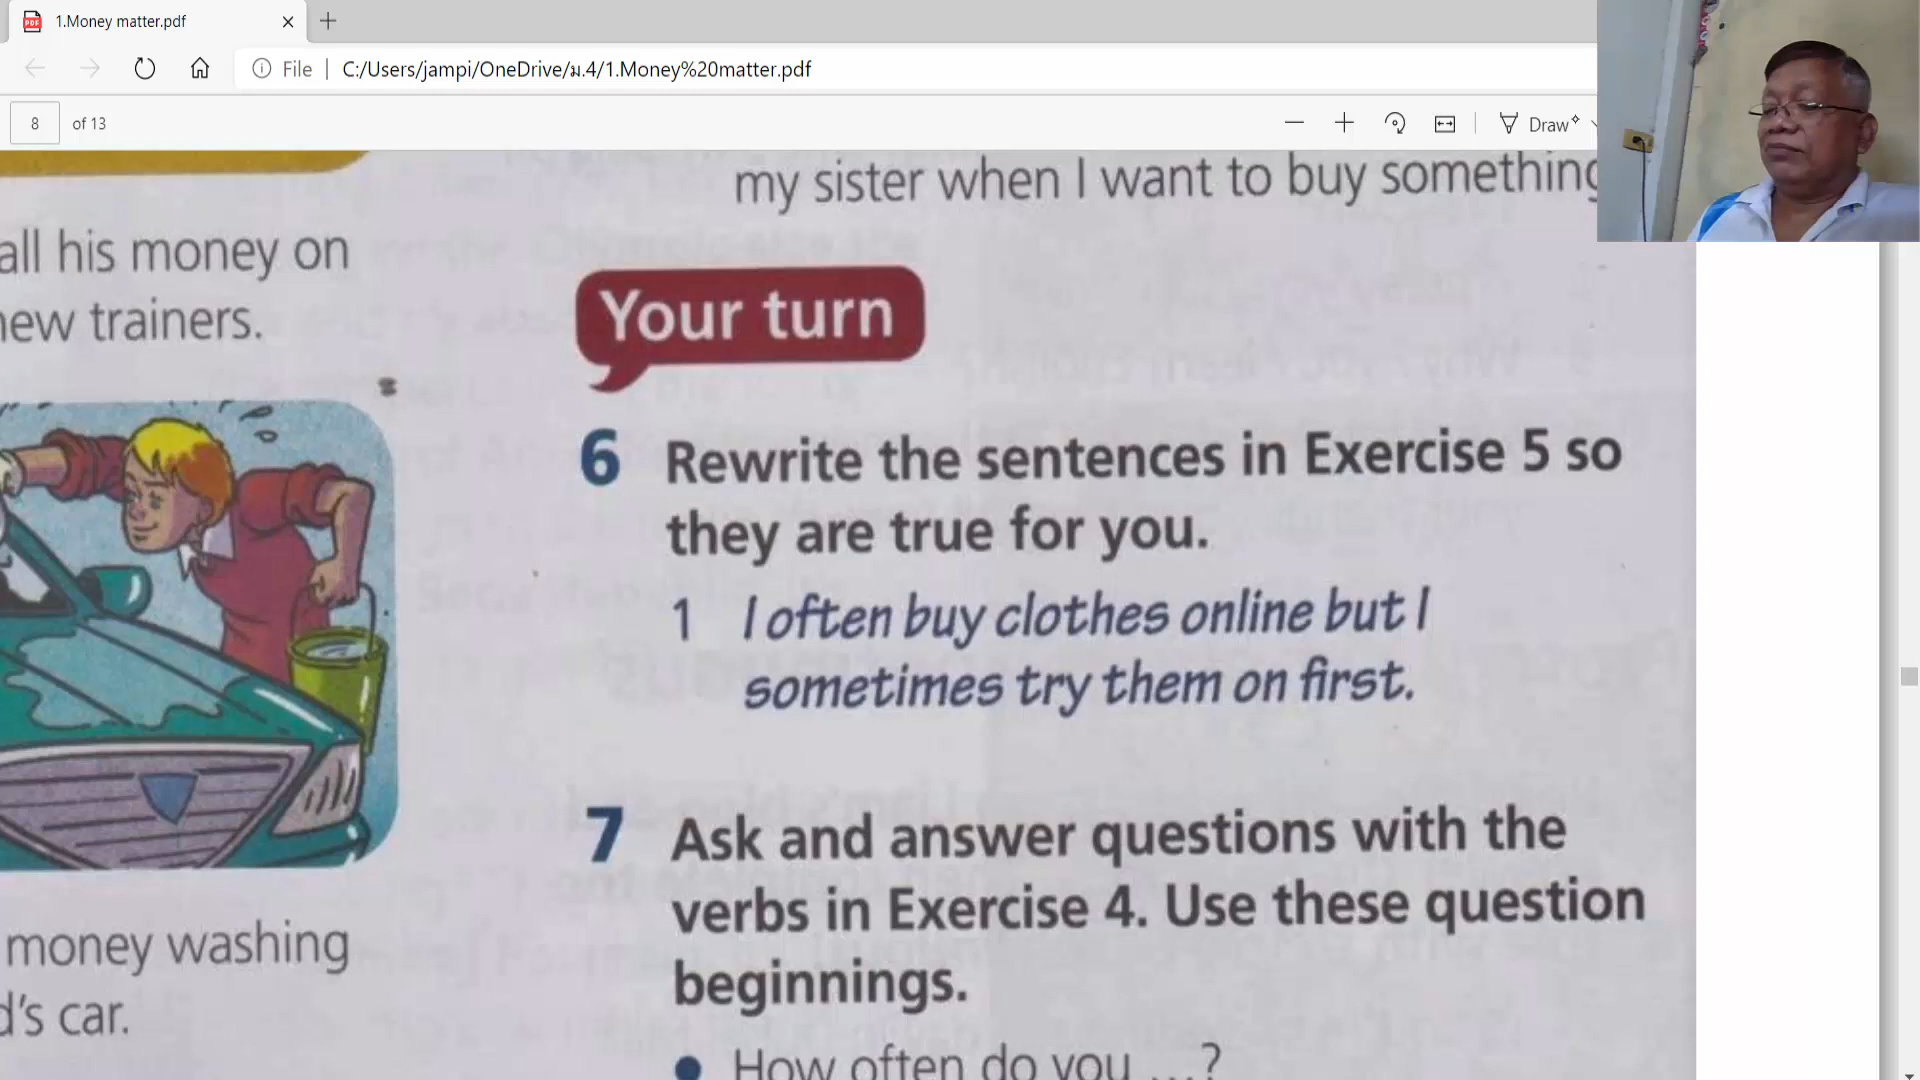 1.Money matter.pdf
File
C:/Users/jampi/OneDrive/ม.4/1.Money%20matter.pdf
8 of 13
Draw
my sister when I want to buy something
all his money on
new trainers.
Your turn
6 Rewrite the sentences in Exercise 5 so
they are true for you.
1 I often buy clothes online but I
sometimes try them on first.
7 Ask and answer questions with the
verbs in Exercise 4. Use these question
beginnings.
• How often do you ...?
money washing
d's car.